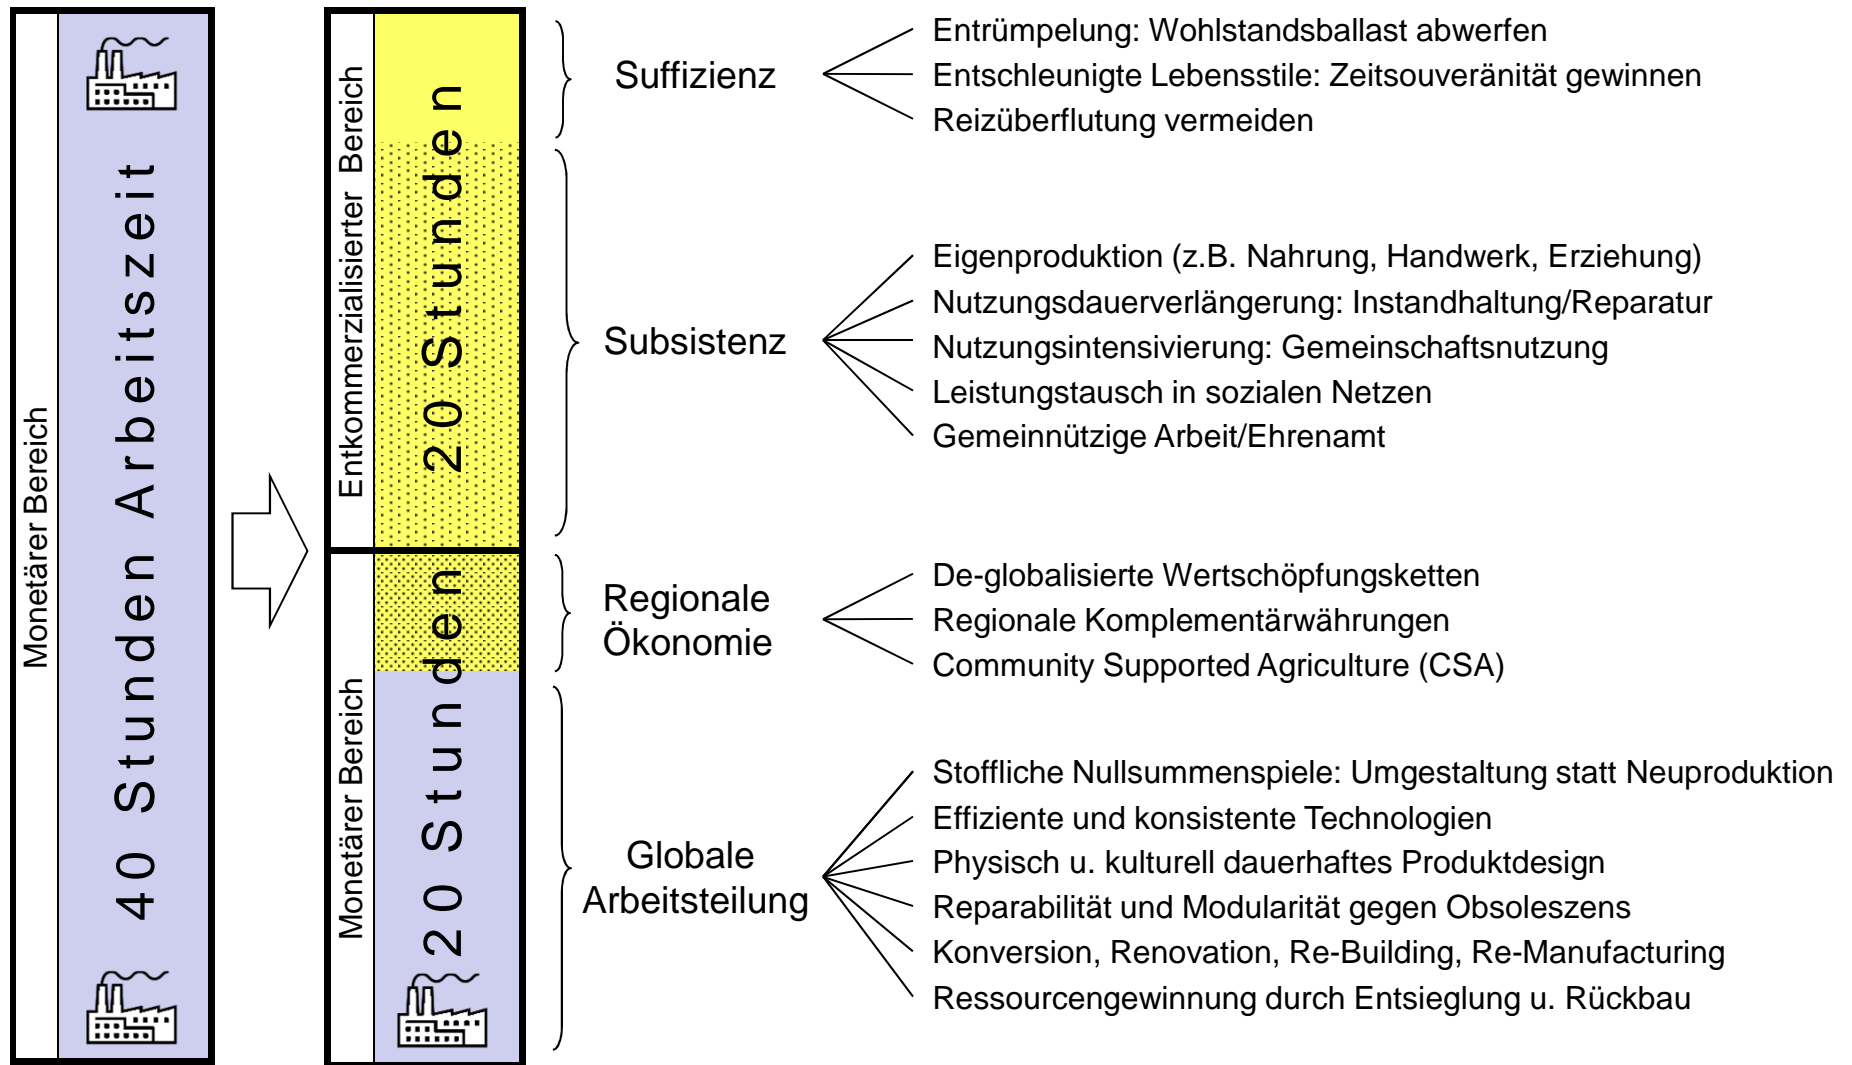 Monetärer Bereich
40 Stunden Arbeitszeit
Entkommerzialisierter Bereich
20 Stunden
Monetärer Bereich
20 Stunden
Suffizienz
Entrümpelung: Wohlstandsballast abwerfen
Entschleunigte Lebensstile: Zeitsouveränität gewinnen
Reizüberflutung vermeiden
Subsistenz
Eigenproduktion (z.B. Nahrung, Handwerk, Erziehung)
Nutzungsdauerverlängerung: Instandhaltung/Reparatur
Nutzungsintensivierung: Gemeinschaftsnutzung
Leistungstausch in sozialen Netzen
Gemeinnützige Arbeit/Ehrenamt
Regionale
Ökonomie
De-globalisierte Wertschöpfungsketten
Regionale Komplementärwährungen
Community Supported Agriculture (CSA)
Globale
Arbeitsteilung
Stoffliche Nullsummenspiele: Umgestaltung statt Neuproduktion
Effiziente und konsistente Technologien
Physisch u. kulturell dauerhaftes Produktdesign
Reparabilität und Modularität gegen Obsoleszens
Konversion, Renovation, Re-Building, Re-Manufacturing
Ressourcengewinnung durch Entsieglung u. Rückbau